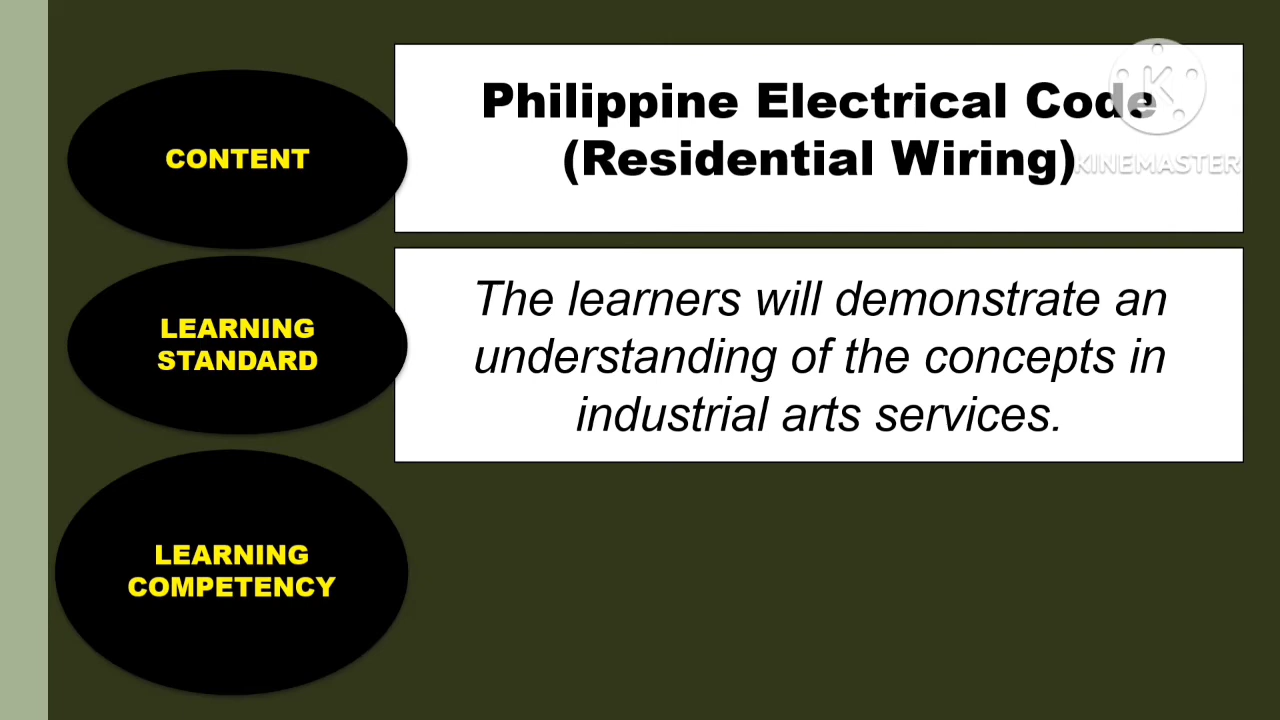 CONTENT
Philippine Electrical Code
(Residential Wiring)
KINEMASTER
LEARNING
STANDARD
The learners will demonstrate an
understanding of the concepts in
industrial arts services.
LEARNING
COMPETENCY